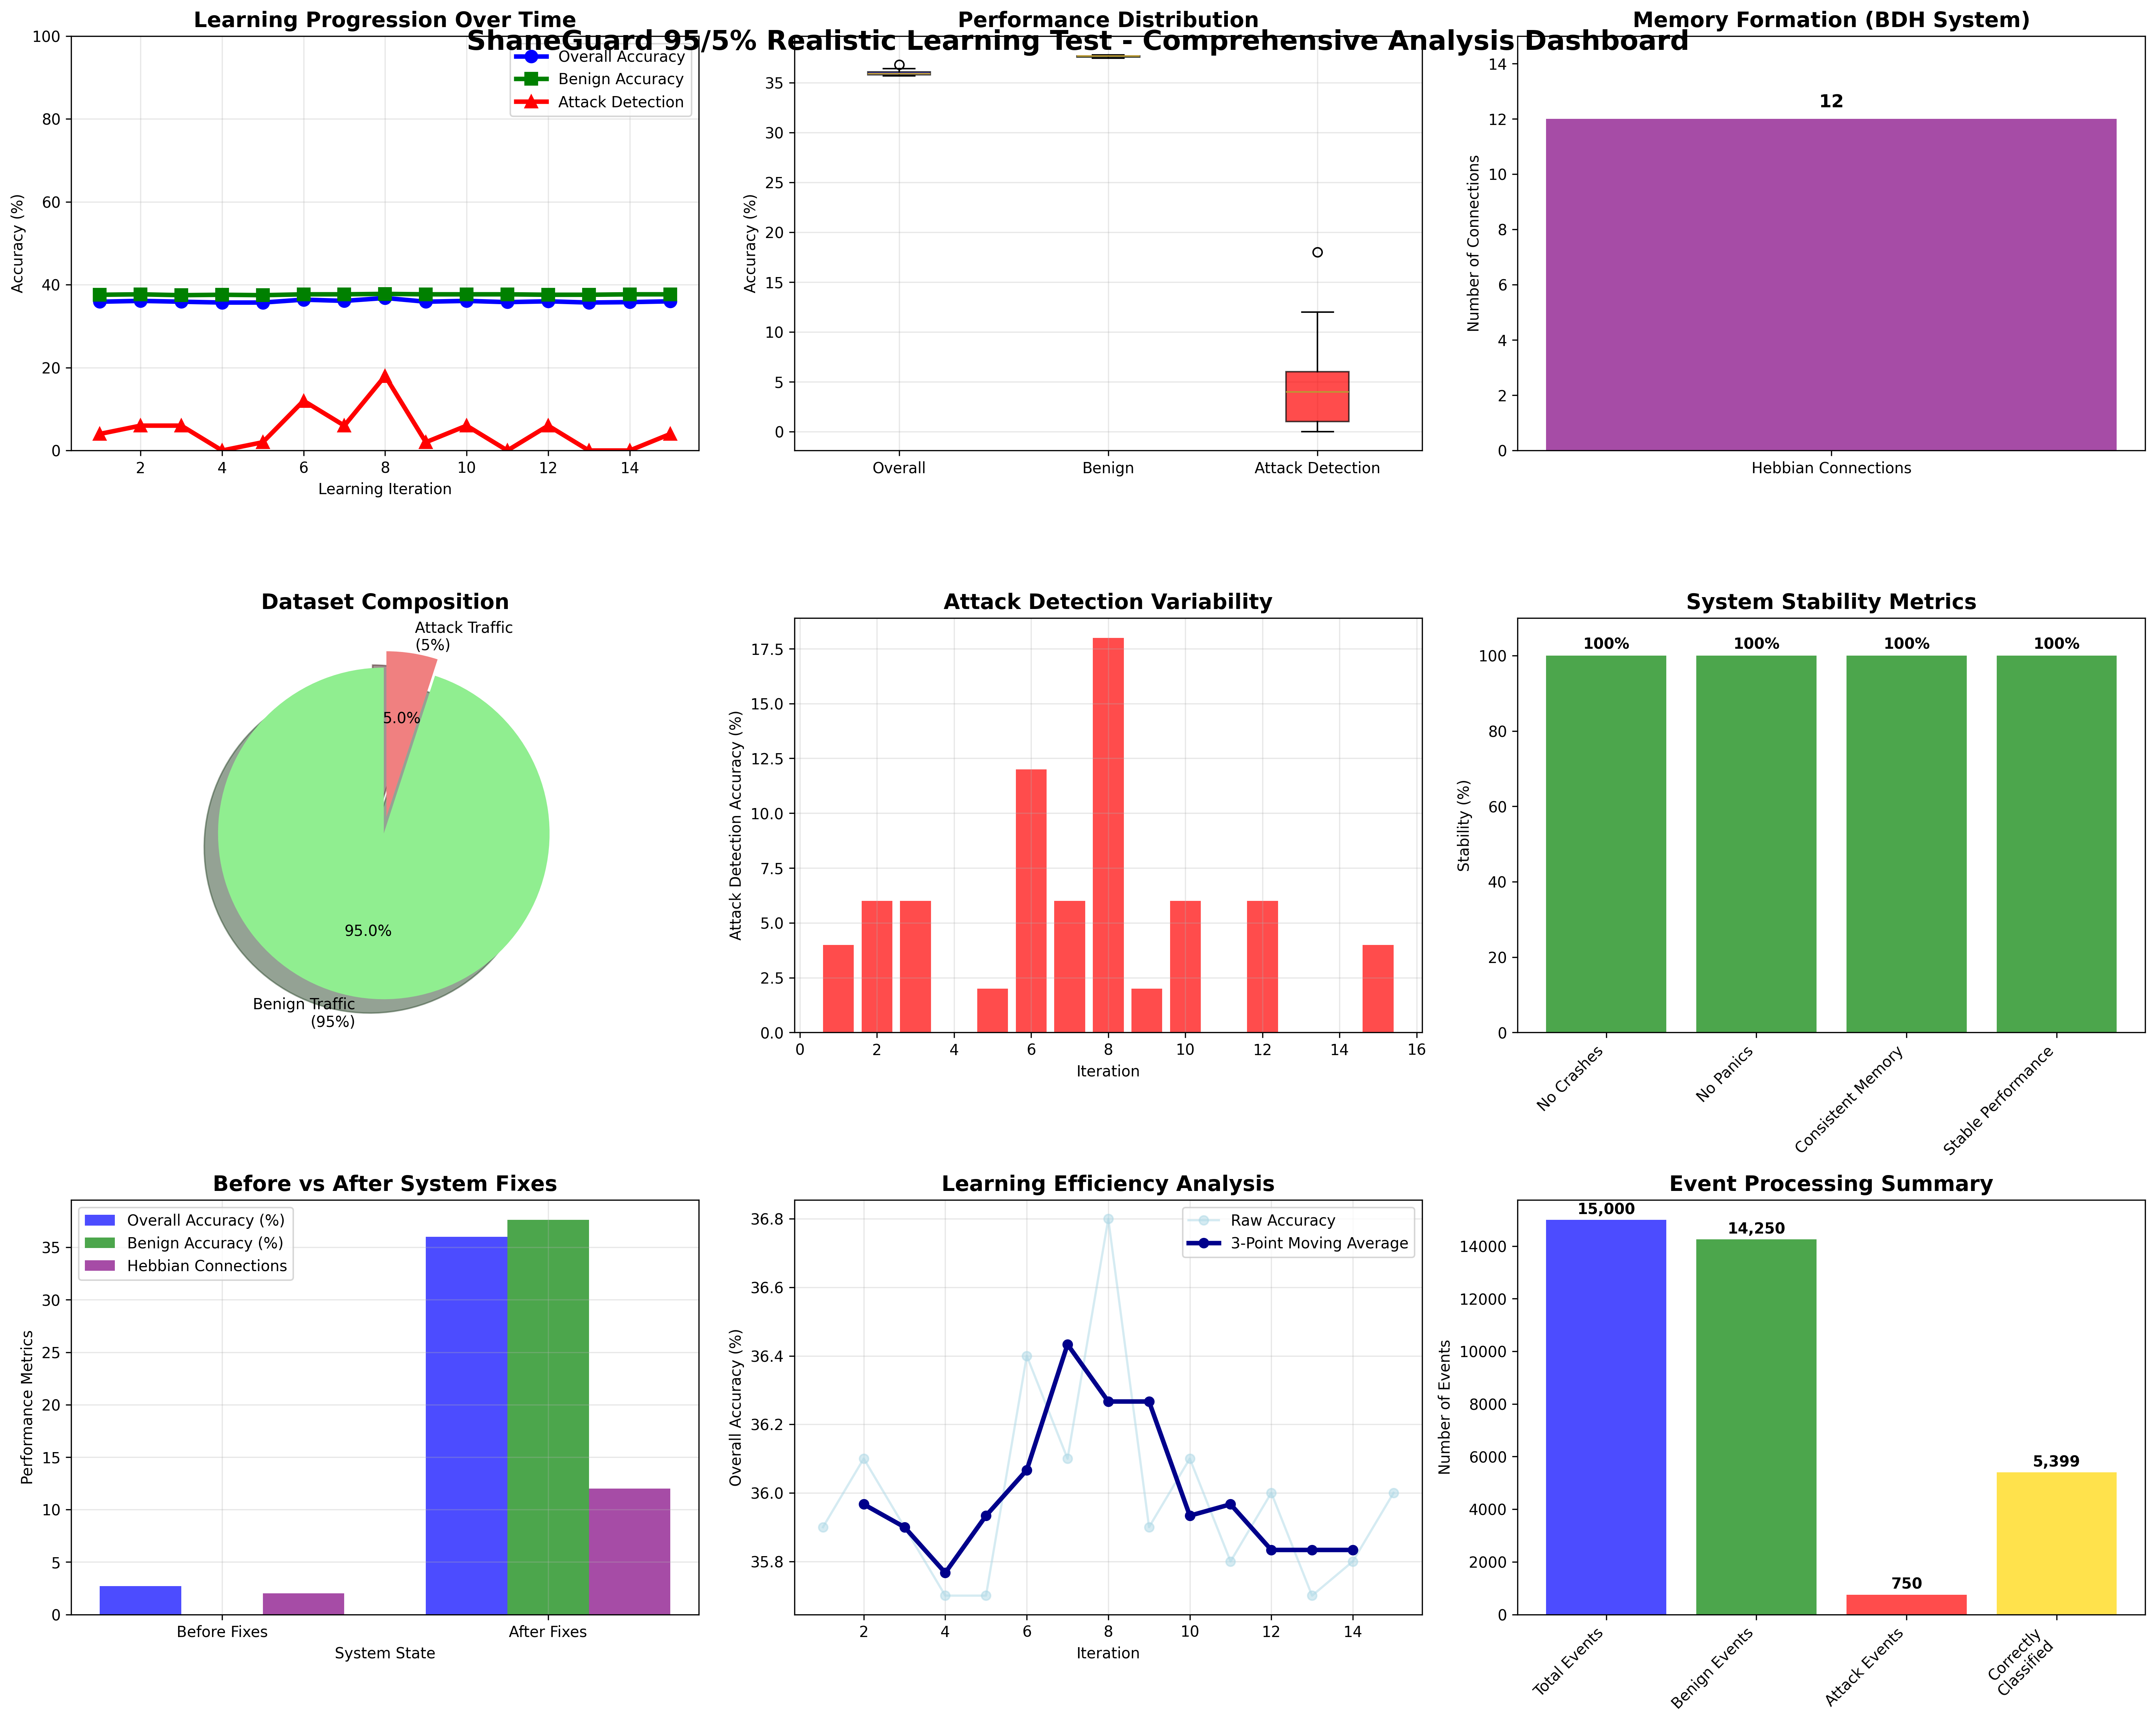 ShaneGuard 95/5% Realistic Learning Test - Comprehensive Analysis Dashboard
Learning Progression Over Time
Accuracy (%)
100
80
60
40
20
0
Overall Accuracy
Benign Accuracy
Attack Detection
2 4 6 8 10 12 14
Learning Iteration
Performance Distribution
Accuracy (%)
35
30
25
20
15
10
5
0
Overall Benign Attack Detection
Memory Formation (BDH System)
Number of Connections
14
12
10
8
6
4
2
0
12
Hebbian Connections
Dataset Composition
Attack Traffic
(5%)
5.0%
95.0%
Benign Traffic
(95%)
Attack Detection Variability
Attack Detection Accuracy (%)
17.5
15.0
12.5
10.0
7.5
5.0
2.5
0.0
0 2 4 6 8 10 12 14 16
Iteration
System Stability Metrics
Stability (%)
100
80
60
40
20
0
100% 100% 100% 100%
No Crashes
No Panics
Consistent Memory
Stable Performance
Before vs After System Fixes
Performance Metrics
35
30
25
20
15
10
5
0
Overall Accuracy (%)
Benign Accuracy (%)
Hebbian Connections
Before Fixes After Fixes
System State
Learning Efficiency Analysis
Overall Accuracy (%)
36.8
36.6
36.4
36.2
36.0
35.8
Raw Accuracy
3-Point Moving Average
2 4 6 8 10 12 14
Iteration
Event Processing Summary
Number of Events
14000
12000
10000
8000
6000
4000
2000
0
15,000
14,250
750
5,399
Total Events
Benign Events
Attack Events
Correctly
Classified